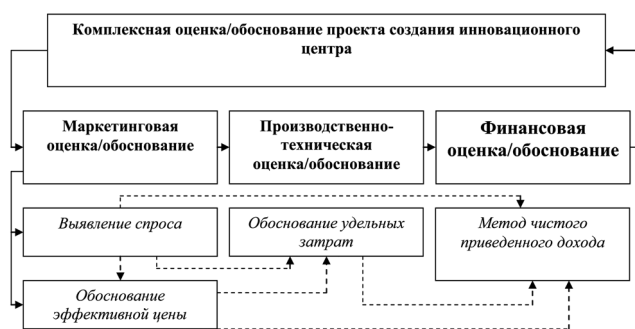 Комплексная оценка/обоснование проекта создания инновационного
центра
Маркетинговая
оценка/обоснование
Производственно-
техническая
оценка/обоснование
Финансовая
оценка/обоснование
Выявление спроса
Обоснование удельных
затрат
Метод чистого
приведенного дохода
Обоснование
эффективной цены